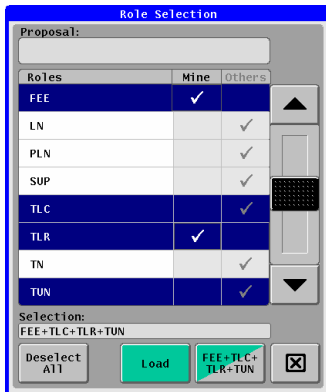 Role Selection
Proposal:
Roles Mine Others
FEE
LN
PLN
SUP
TLC
TLR
TN
TUN
Selection:
FEE+TLC+TLR+TUN
Deselect
All
Load
FEE+TLC+
TLR+TUN